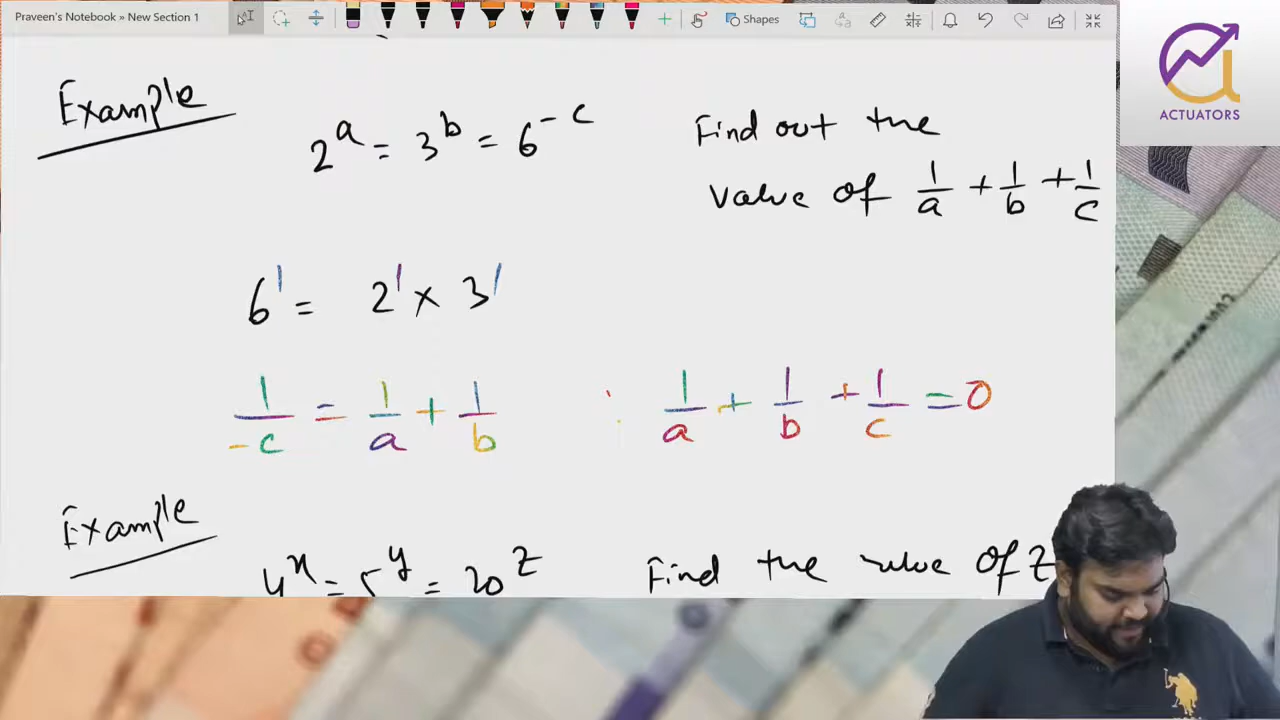 Praveen's Notebook » New Section 1
Shapes
ACTUATORS
Example
2^a = 3^b = 6^-c
Find out the
value of 1/a + 1/b + 1/c
6^1 = 2^1 × 3^1
1/-c = 1/a + 1/b
1/a + 1/b + 1/c = 0
Example
4^x = 5^y = 20^z
Find the value of z